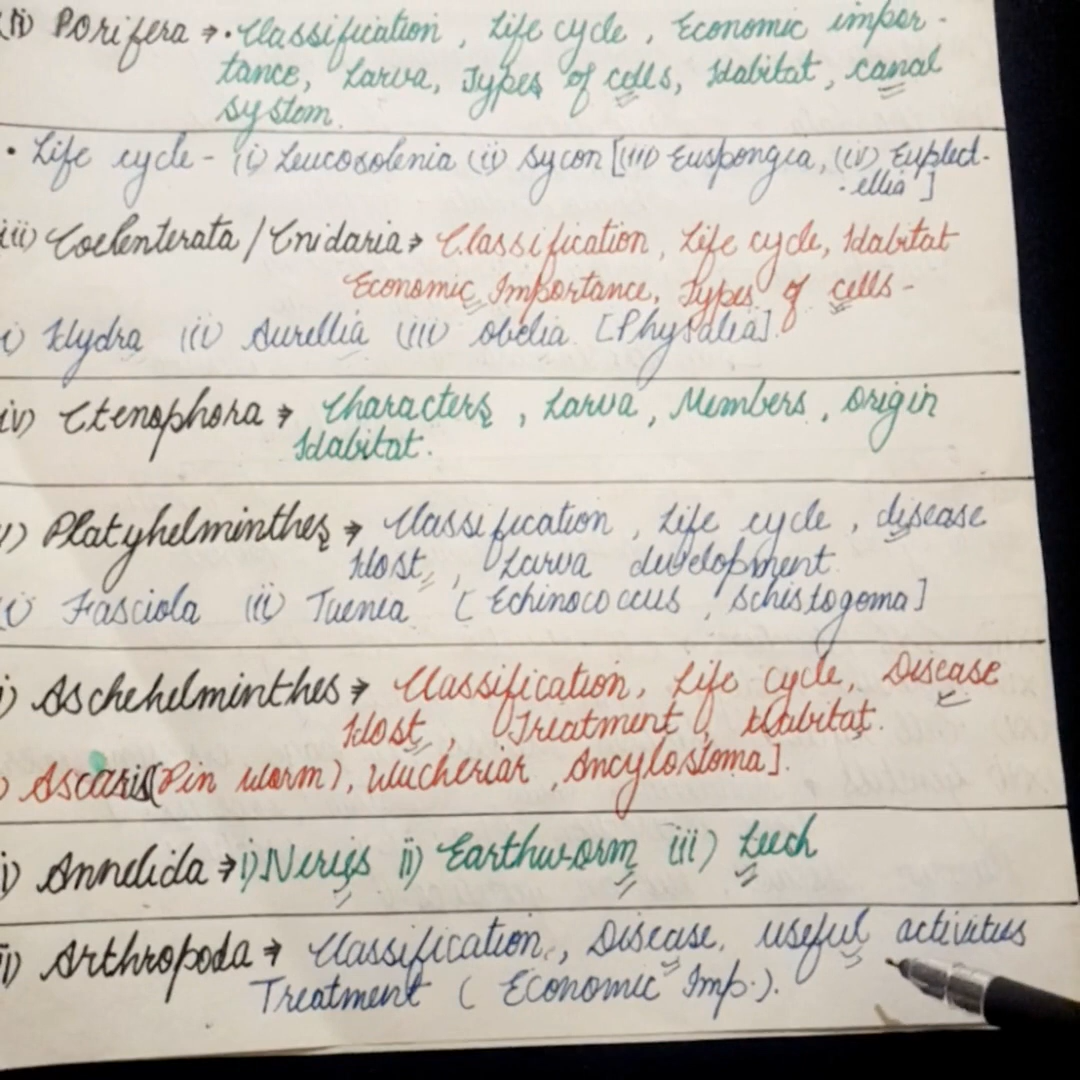 (ii) Porifera → • Classification, Life cycle, Economic impor-
tance, Larva, Types of cells, Habitat, canal
system.
• Life cycle - (i) Leucosolenia (ii) Sycon [(iii) Euspongia, (iv) Euplect-
ellia]
iii) Coelenterata / Cnidaria → Classification, Life cycle, Habitat
Economic Importance, Types of cells -
i) Hydra (ii) Aurellia (iii) Obelia [Physalia].
iv) Ctenophora → Characters, Larva, Members, Origin
Habitat.
v) Platyhelminthes → Classification, Life cycle, disease
Host, Larva development.
(i) Fasciola (ii) Taenia [Echinococcus, Schistogoma]
i) Aschehelminthes → Classification, Life cycle, Disease
Host, Treatment, Habitat.
) Ascaris (Pin worm), Wucheriar, Ancylostoma].
i) Annelida → i) Neries ii) Earthworm iii) Leech
ii) Arthropoda → Classification, Disease, useful activities
Treatment (Economic Imp.).